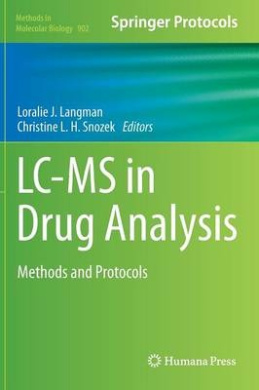 Methods in
Molecular Biology 902
Springer Protocols
Loralie J. Langman
Christine L. H. Snozek Editors
LC-MS in
Drug Analysis
Methods and Protocols
Humana Press